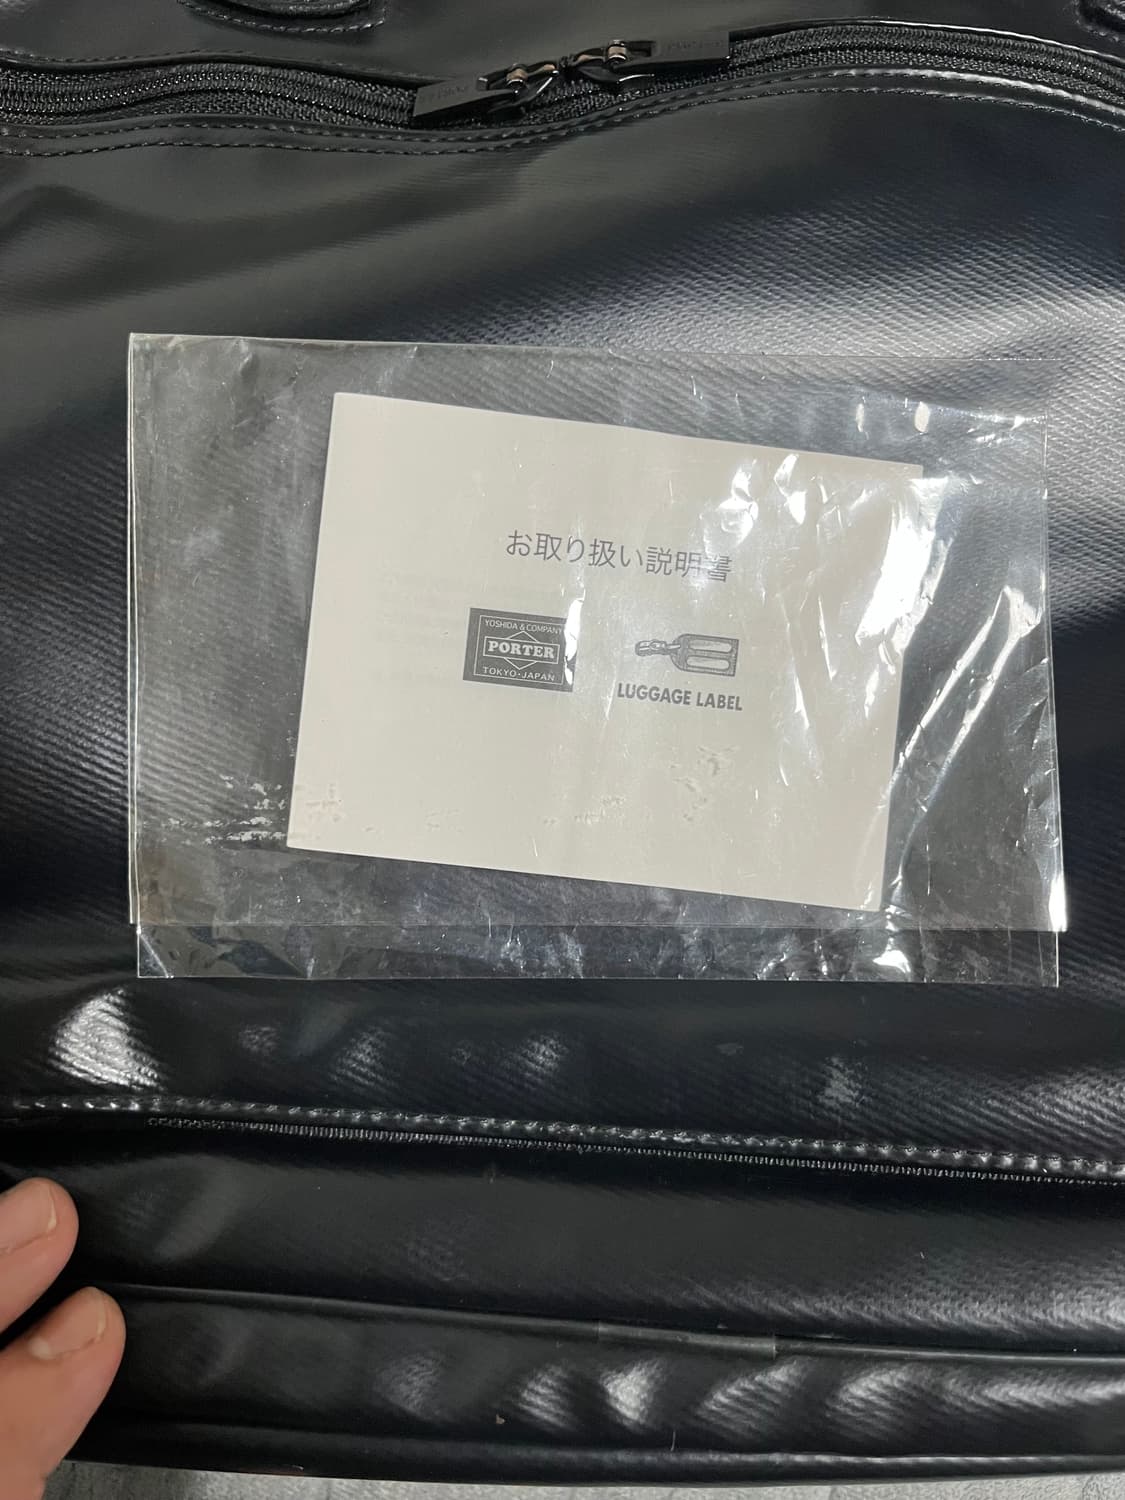 お取り扱い説明書
YOSHIDA & COMPANY
PORTER
TOKYO・JAPAN
LUGGAGE LABEL